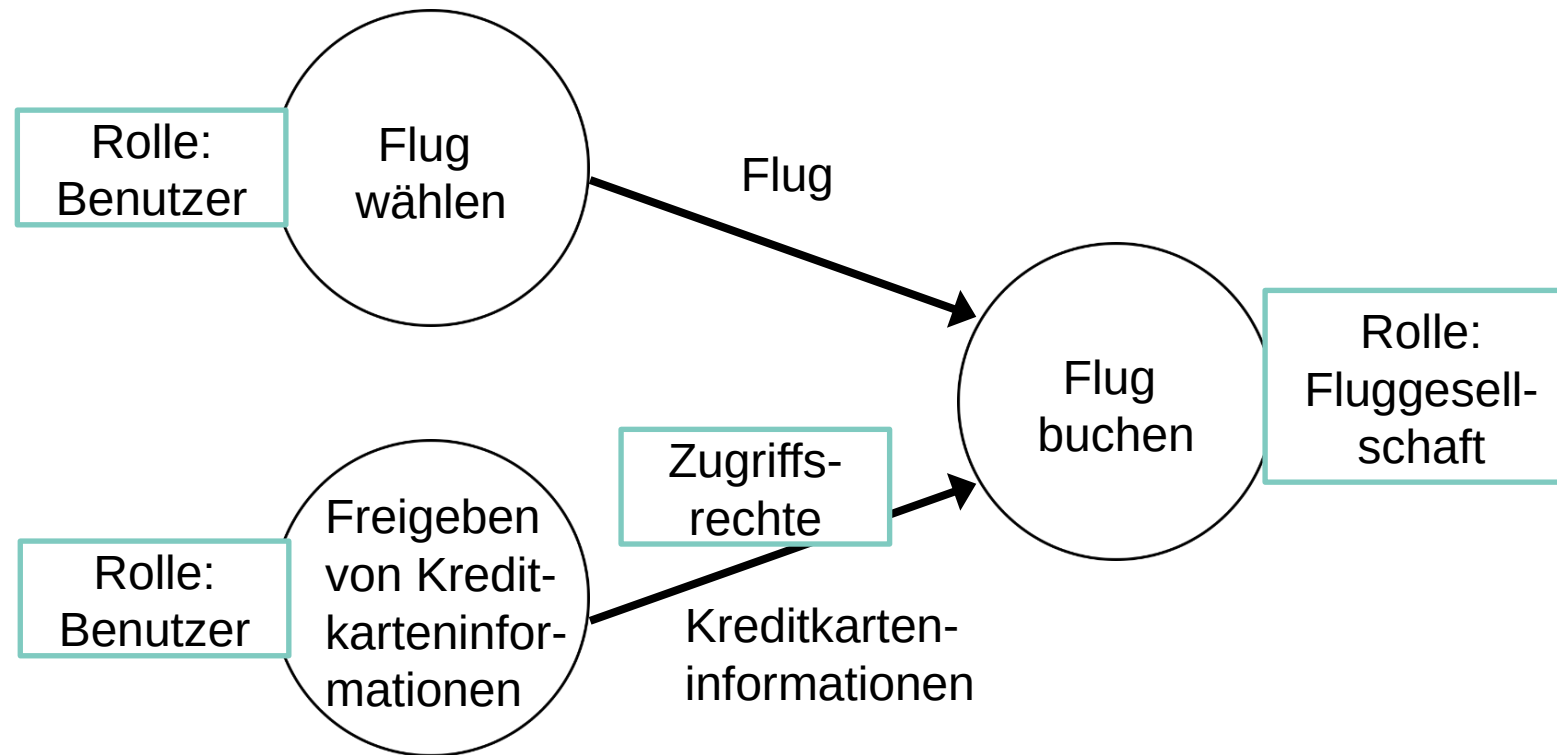 Rolle:
Benutzer
Flug
wählen
Flug
Flug
buchen
Rolle:
Fluggesell-
schaft
Zugriffs-
rechte
Rolle:
Benutzer
Freigeben
von Kredit-
karteninfor-
mationen
Kreditkarten-
informationen